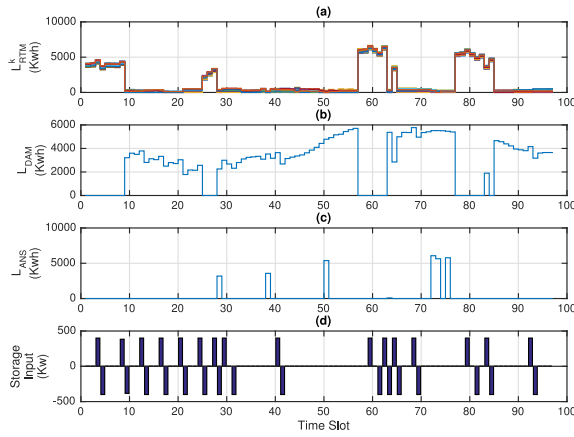 (a)
L^k_RTM
(Kwh)
10000
5000
0
0 10 20 30 40 50 60 70 80 90 100
(b)
L_DAM
(Kwh)
6000
4000
2000
0
0 10 20 30 40 50 60 70 80 90 100
(c)
L_ANS
(Kwh)
10000
5000
0
0 10 20 30 40 50 60 70 80 90 100
(d)
Storage
Input
(Kw)
500
0
-500
0 10 20 30 40 50 60 70 80 90 100
Time Slot